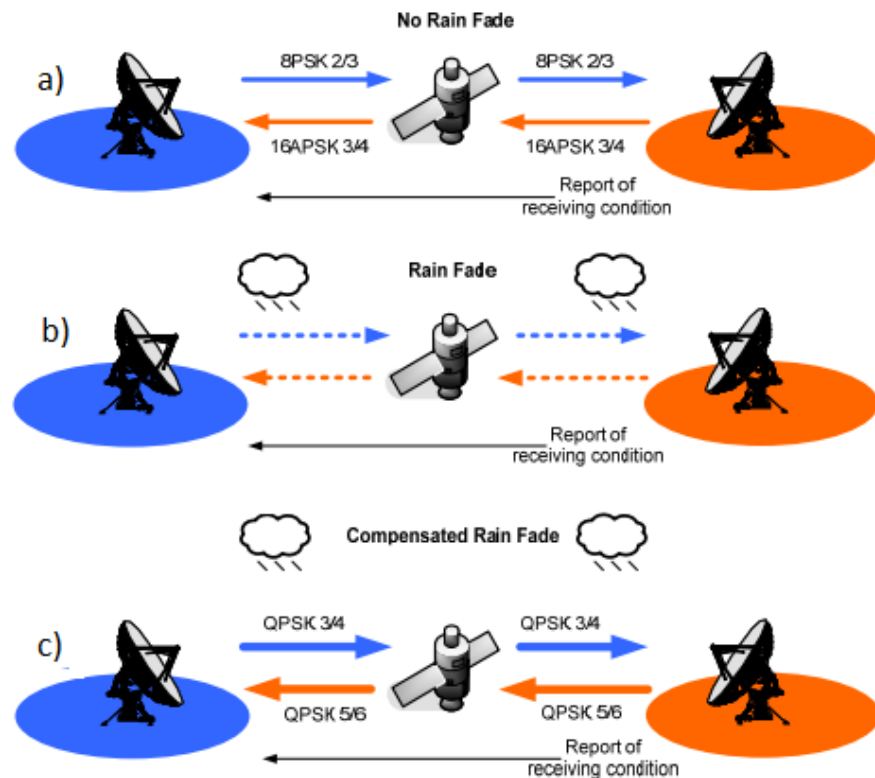 No Rain Fade
a)
8PSK 2/3
8PSK 2/3
16APSK 3/4
16APSK 3/4
Report of
receiving condition
Rain Fade
b)
Report of
receiving condition
Compensated Rain Fade
c)
QPSK 3/4
QPSK 3/4
QPSK 5/6
QPSK 5/6
Report of
receiving condition